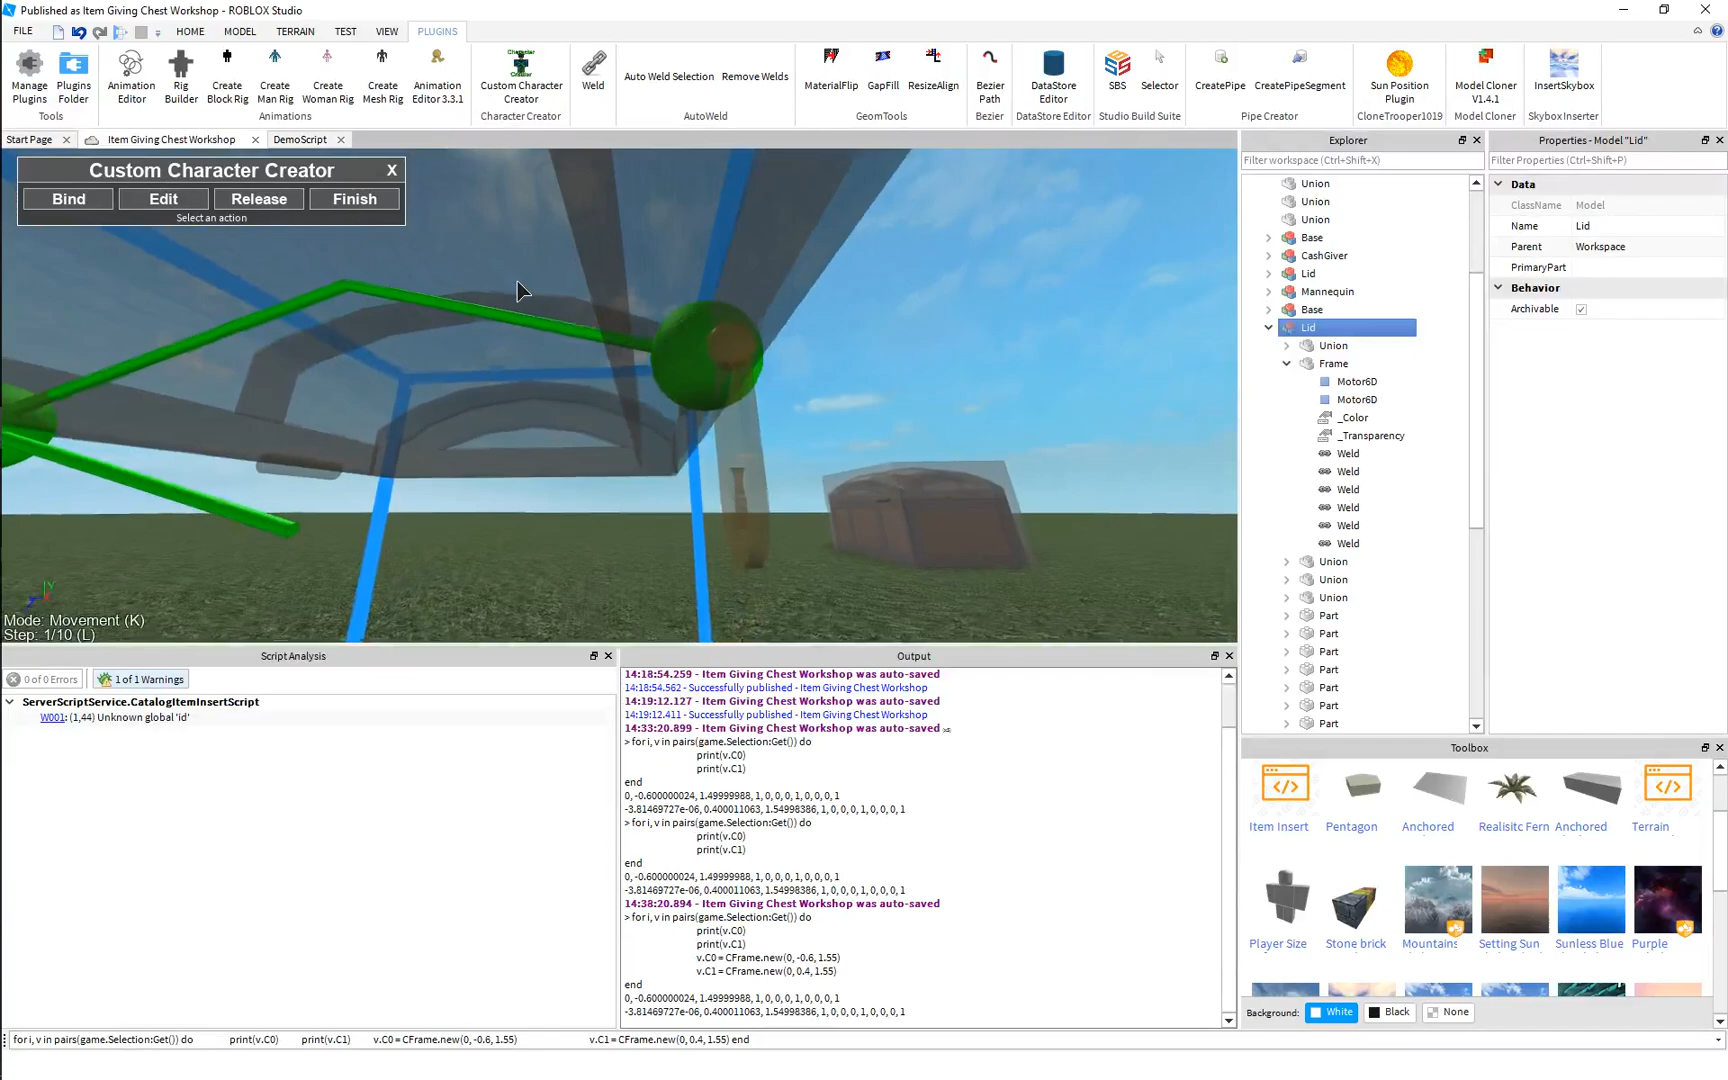 Published as Item Giving Chest Workshop - ROBLOX Studio
FILE HOME MODEL TERRAIN TEST VIEW PLUGINS
Manage Plugins
Plugins Folder
Tools
Animation Editor
Rig Builder
Create Block Rig
Create Man Rig
Create Woman Rig
Create Mesh Rig
Animation Editor 3.3.1
Animations
Custom Character Creator
Character Creator
Weld
Auto Weld Selection
Remove Welds
AutoWeld
MaterialFlip
GapFill
ResizeAlign
GeomTools
Bezier Path
Bezier
DataStore Editor
DataStore Editor
SBS
Selector
Studio Build Suite
CreatePipe
CreatePipeSegment
Pipe Creator
Sun Position Plugin
CloneTrooper1019
Model Cloner V1.4.1
Model Cloner
InsertSkybox
Skybox Inserter
Start Page
Item Giving Chest Workshop
DemoScript
Custom Character Creator X
Bind Edit Release Finish
Select an action
Mode: Movement (K)
Step: 1/10 (L)
Explorer
Filter workspace (Ctrl+Shift+X)
Union
Union
Union
Base
CashGiver
Lid
Mannequin
Base
Lid
Union
Frame
Motor6D
Motor6D
_Color
_Transparency
Weld
Weld
Weld
Weld
Weld
Weld
Union
Union
Union
Part
Part
Part
Part
Part
Part
Part
Properties - Model "Lid"
Filter Properties (Ctrl+Shift+P)
Data
ClassName Model
Name Lid
Parent Workspace
PrimaryPart
Behavior
Archivable
Script Analysis
0 of 0 Errors
1 of 1 Warnings
ServerScriptService.CatalogItemInsertScript
W001: (1,44) Unknown global 'id'
Output
14:18:54.259 - Item Giving Chest Workshop was auto-saved
14:18:54.562 - Successfully published - Item Giving Chest Workshop
14:19:12.127 - Item Giving Chest Workshop was auto-saved
14:19:12.411 - Successfully published - Item Giving Chest Workshop
14:33:20.899 - Item Giving Chest Workshop was auto-saved
> for i, v in pairs(game.Selection:Get()) do
print(v.C0)
print(v.C1)
end
0, -0.600000024, 1.49999988, 1, 0, 0, 0, 1, 0, 0, 0, 1
-3.81469727e-06, 0.400011063, 1.54998386, 1, 0, 0, 0, 1, 0, 0, 0, 1
> for i, v in pairs(game.Selection:Get()) do
print(v.C0)
print(v.C1)
end
0, -0.600000024, 1.49999988, 1, 0, 0, 0, 1, 0, 0, 0, 1
-3.81469727e-06, 0.400011063, 1.54998386, 1, 0, 0, 0, 1, 0, 0, 0, 1
14:38:20.894 - Item Giving Chest Workshop was auto-saved
> for i, v in pairs(game.Selection:Get()) do
print(v.C0)
print(v.C1)
v.C0 = CFrame.new(0, -0.6, 1.55)
v.C1 = CFrame.new(0, 0.4, 1.55)
end
0, -0.600000024, 1.49999988, 1, 0, 0, 0, 1, 0, 0, 0, 1
-3.81469727e-06, 0.400011063, 1.54998386, 1, 0, 0, 0, 1, 0, 0, 0, 1
Toolbox
Item Insert Pentagon Anchored Realisitc Fern Anchored Terrain
Player Size Stone brick Mountains Setting Sun Sunless Blue Purple
Background: White Black None
for i, v in pairs(game.Selection:Get()) do print(v.C0) print(v.C1) v.C0 = CFrame.new(0, -0.6, 1.55) v.C1 = CFrame.new(0, 0.4, 1.55) end